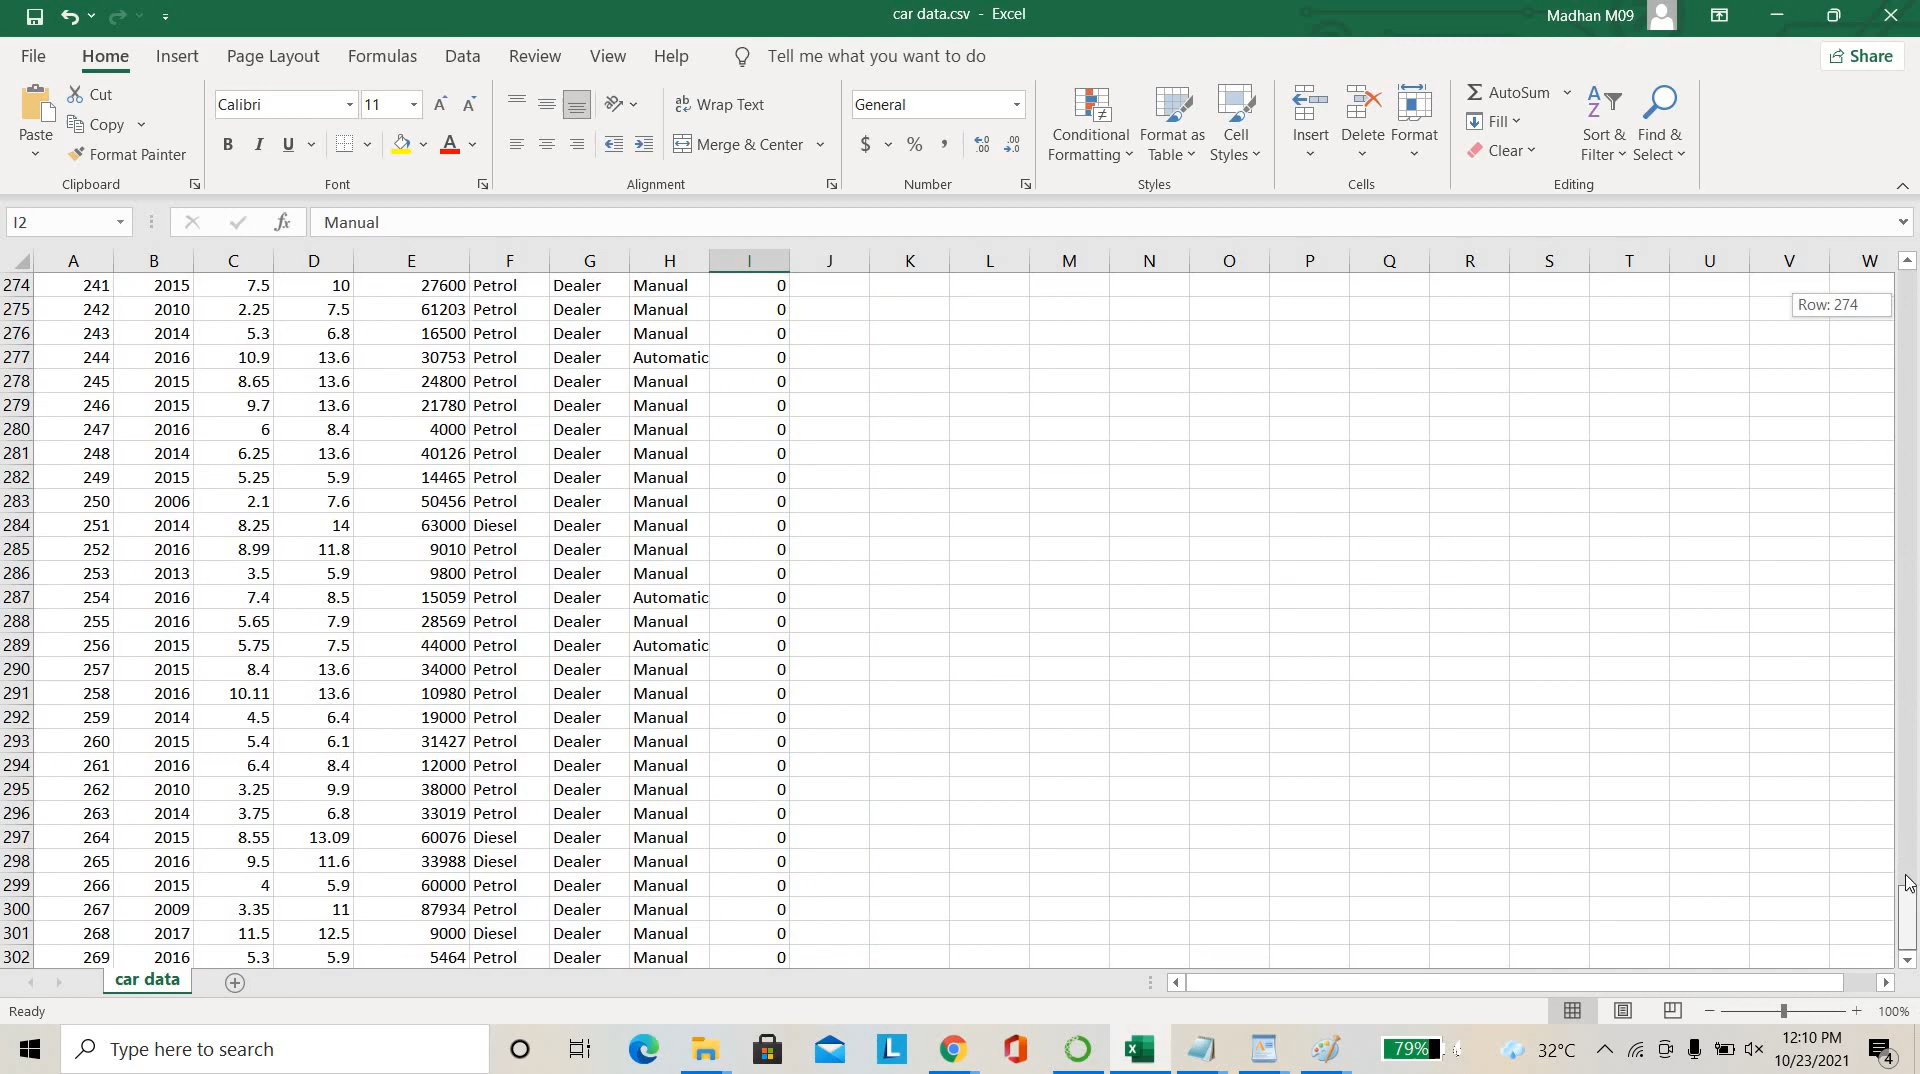 car data.csv - Excel
Madhan M09
File Home Insert Page Layout Formulas Data Review View Help Tell me what you want to do
Share
Paste
Cut
Copy
Format Painter
Clipboard
Calibri 11
B I U
Font
Wrap Text
Merge & Center
Alignment
General
$ % ,
Number
Conditional Formatting
Format as Table
Cell Styles
Styles
Insert Delete Format
Cells
AutoSum
Fill
Clear
Sort & Filter
Find & Select
Editing
I2 fx Manual
A B C D E F G H I J K L M N O P Q R S T U V W
274 241 2015 7.5 10 27600 Petrol Dealer Manual 0
Row: 274
275 242 2010 2.25 7.5 61203 Petrol Dealer Manual 0
276 243 2014 5.3 6.8 16500 Petrol Dealer Manual 0
277 244 2016 10.9 13.6 30753 Petrol Dealer Automatic 0
278 245 2015 8.65 13.6 24800 Petrol Dealer Manual 0
279 246 2015 9.7 13.6 21780 Petrol Dealer Manual 0
280 247 2016 6 8.4 4000 Petrol Dealer Manual 0
281 248 2014 6.25 13.6 40126 Petrol Dealer Manual 0
282 249 2015 5.25 5.9 14465 Petrol Dealer Manual 0
283 250 2006 2.1 7.6 50456 Petrol Dealer Manual 0
284 251 2014 8.25 14 63000 Diesel Dealer Manual 0
285 252 2016 8.99 11.8 9010 Petrol Dealer Manual 0
286 253 2013 3.5 5.9 9800 Petrol Dealer Manual 0
287 254 2016 7.4 8.5 15059 Petrol Dealer Automatic 0
288 255 2016 5.65 7.9 28569 Petrol Dealer Manual 0
289 256 2015 5.75 7.5 44000 Petrol Dealer Automatic 0
290 257 2015 8.4 13.6 34000 Petrol Dealer Manual 0
291 258 2016 10.11 13.6 10980 Petrol Dealer Manual 0
292 259 2014 4.5 6.4 19000 Petrol Dealer Manual 0
293 260 2015 5.4 6.1 31427 Petrol Dealer Manual 0
294 261 2016 6.4 8.4 12000 Petrol Dealer Manual 0
295 262 2010 3.25 9.9 38000 Petrol Dealer Manual 0
296 263 2014 3.75 6.8 33019 Petrol Dealer Manual 0
297 264 2015 8.55 13.09 60076 Diesel Dealer Manual 0
298 265 2016 9.5 11.6 33988 Diesel Dealer Manual 0
299 266 2015 4 5.9 60000 Petrol Dealer Manual 0
300 267 2009 3.35 11 87934 Petrol Dealer Manual 0
301 268 2017 11.5 12.5 9000 Diesel Dealer Manual 0
302 269 2016 5.3 5.9 5464 Petrol Dealer Manual 0
car data
Ready
100%
Type here to search
79%
32°C
12:10 PM
10/23/2021
4